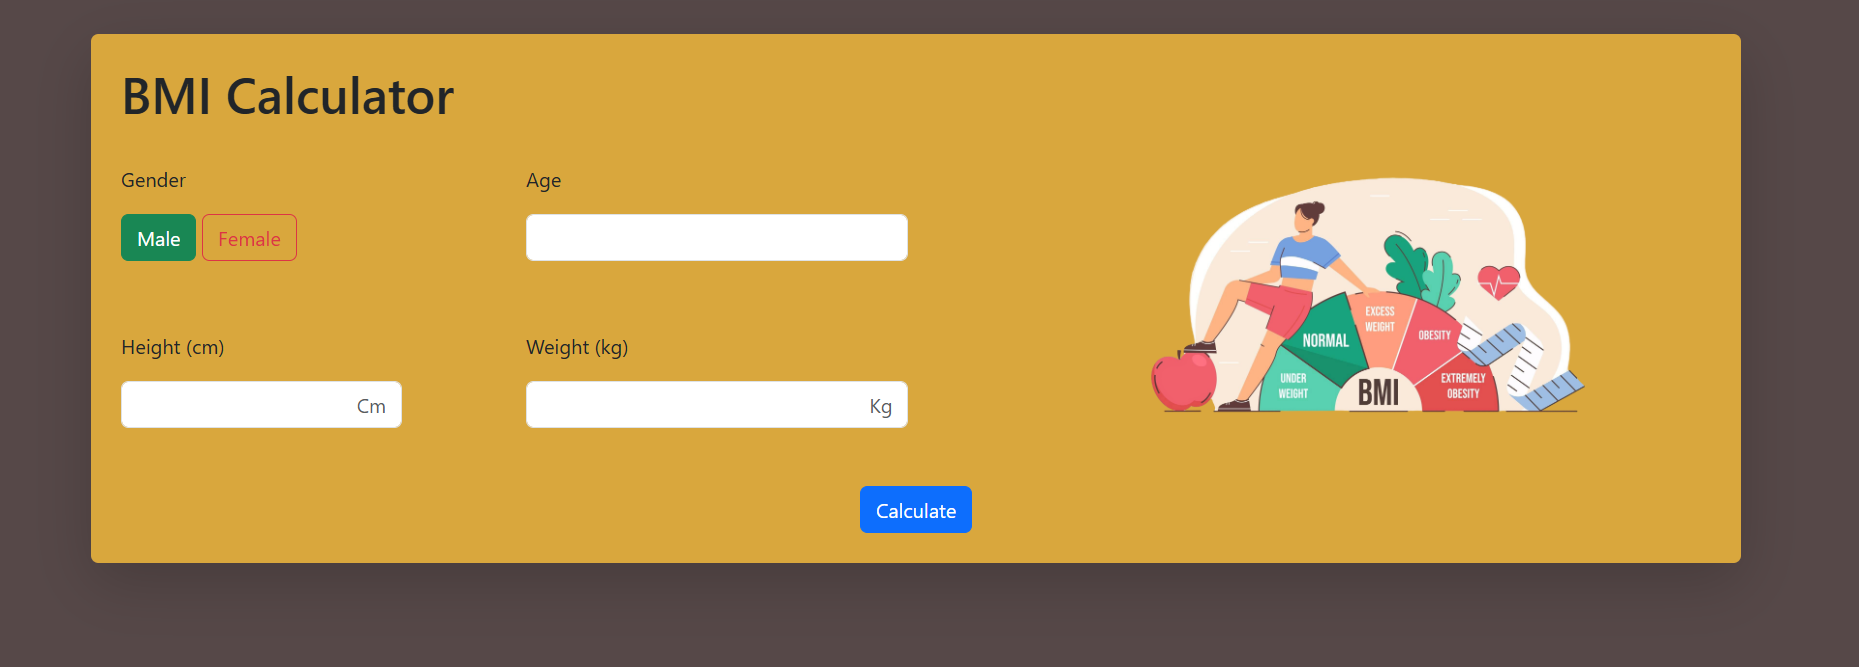 BMI Calculator
Gender
Age
Male Female
Height (cm)
Weight (kg)
Cm
Kg
Calculate
EXCESS
WEIGHT
NORMAL
OBESITY
UNDER
WEIGHT
BMI
EXTREMELY
OBESITY